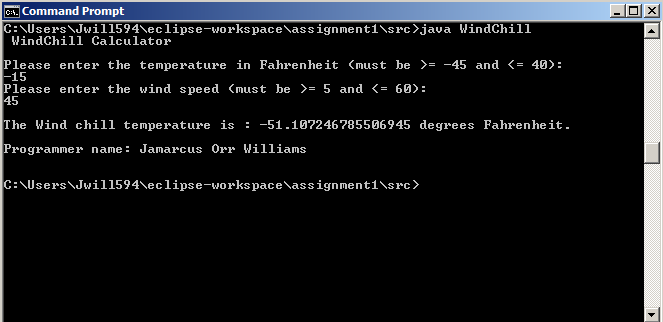 Command Prompt
C:\Users\Jwill594\eclipse-workspace\assignment1\src>java WindChill
WindChill Calculator
Please enter the temperature in Fahrenheit (must be >= -45 and <= 40):
-15
Please enter the wind speed (must be >= 5 and <= 60):
45
The Wind chill temperature is : -51.107246785506945 degrees Fahrenheit.
Programmer name: Jamarcus Orr Williams
C:\Users\Jwill594\eclipse-workspace\assignment1\src>